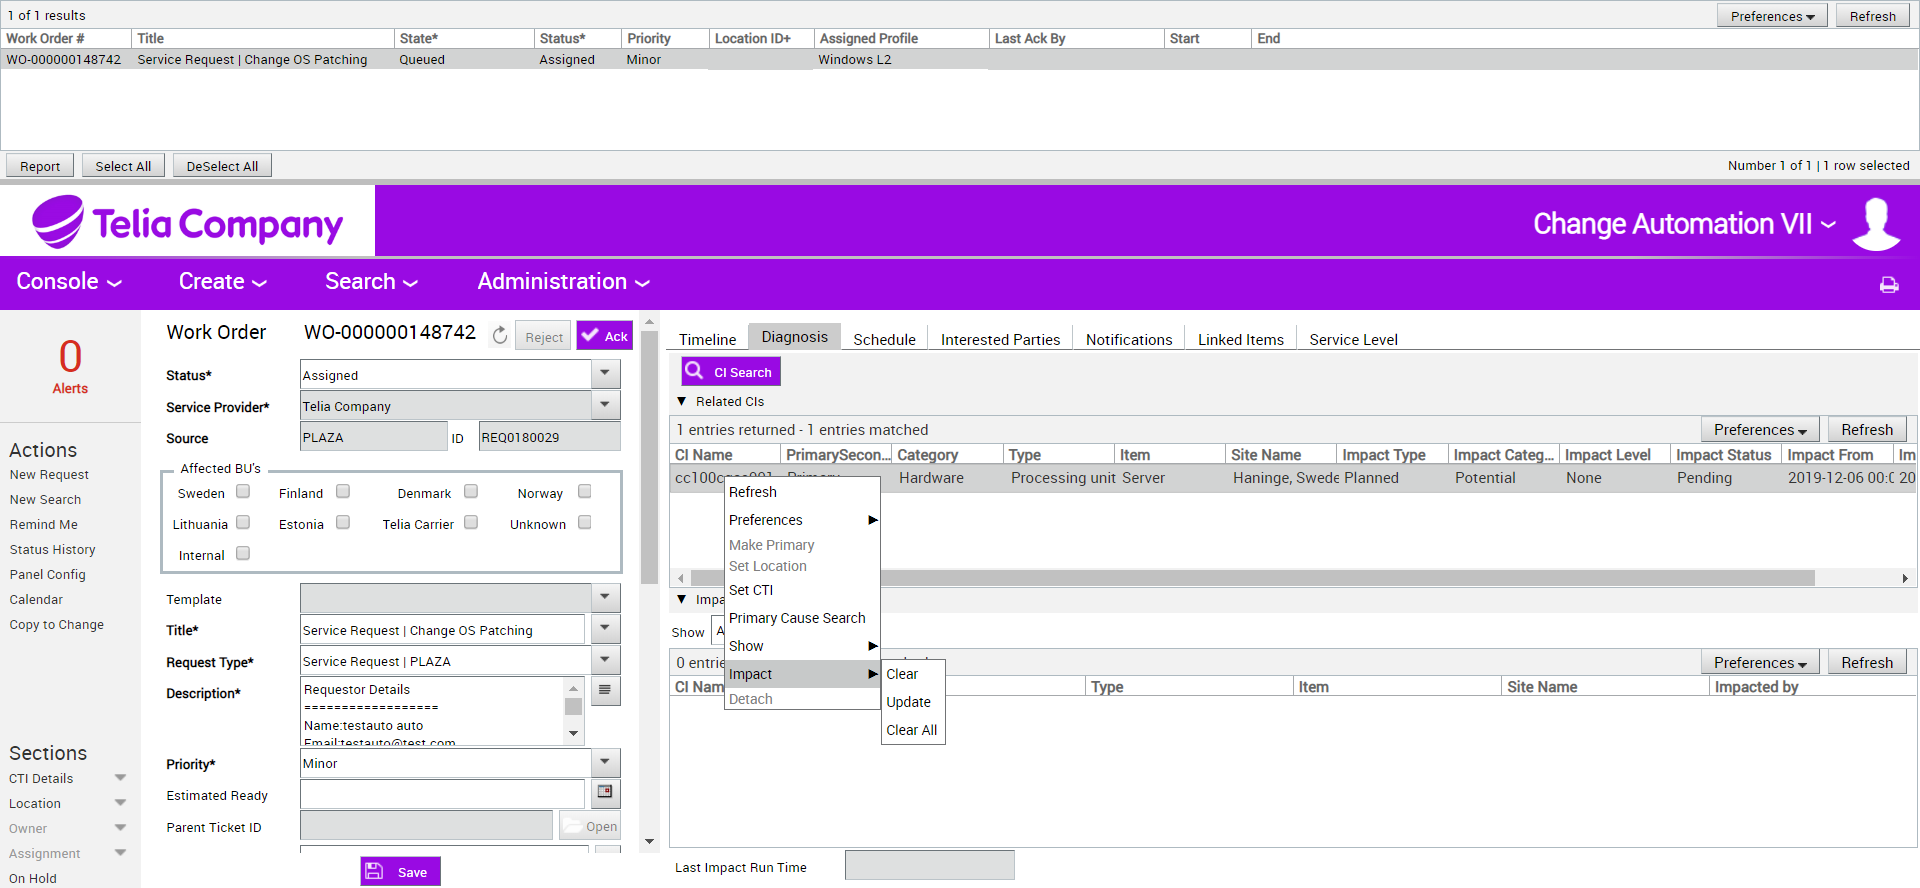 1 of 1 results
Preferences
Refresh
Work Order # Title State* Status* Priority Location ID+ Assigned Profile Last Ack By Start End
WO-000000148742 Service Request | Change OS Patching Queued Assigned Minor Windows L2
Report Select All DeSelect All Number 1 of 1 | 1 row selected
Telia Company
Change Automation VII
Console Create Search Administration
0
Alerts
Actions
New Request
New Search
Remind Me
Status History
Panel Config
Calendar
Copy to Change
Sections
CTI Details
Location
Owner
Assignment
On Hold
Work Order WO-000000148742 Reject Ack
Status* Assigned
Service Provider* Telia Company
Source PLAZA ID REQ0180029
Affected BU's
Sweden Finland Denmark Norway
Lithuania Estonia Telia Carrier Unknown
Internal
Template
Title* Service Request | Change OS Patching
Request Type* Service Request | PLAZA
Description* Requestor Details
==================
Name:testauto auto
Email:testauto@test.com
Priority* Minor
Estimated Ready
Parent Ticket ID Open
Save
Timeline Diagnosis Schedule Interested Parties Notifications Linked Items Service Level
CI Search
Related CIs
1 entries returned - 1 entries matched Preferences Refresh
CI Name PrimarySecon... Category Type Item Site Name Impact Type Impact Categ... Impact Level Impact Status Impact From Im
Primary Hardware Processing unit Server Haninge, Swede Planned Potential None Pending 2019-12-06 00:0 20
Refresh
Preferences
Make Primary
Set Location
Set CTI
Primary Cause Search
Show
Impact
Detach
Clear
Update
Clear All
Show
0 entrie Preferences Refresh
CI Nam Type Item Site Name Impacted by
Last Impact Run Time